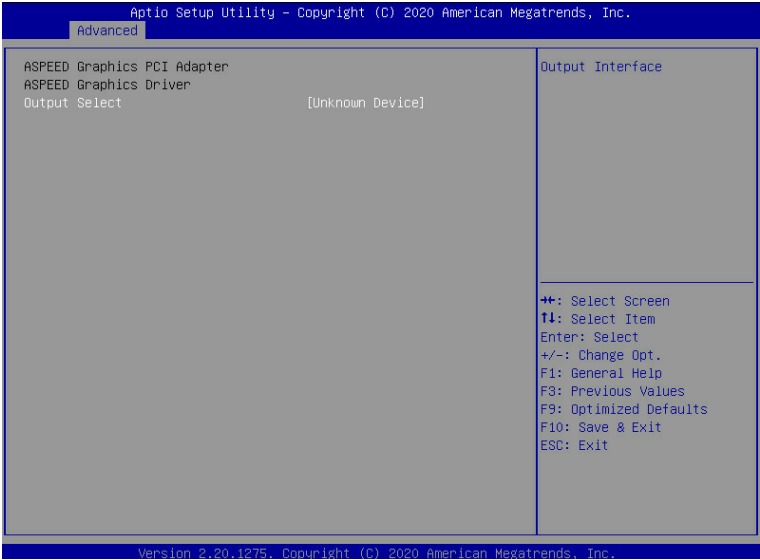 Aptio Setup Utility – Copyright (C) 2020 American Megatrends, Inc.
Advanced
ASPEED Graphics PCI Adapter
ASPEED Graphics Driver
Output Select [Unknown Device]
Output Interface
→←: Select Screen
↑↓: Select Item
Enter: Select
+/-: Change Opt.
F1: General Help
F3: Previous Values
F9: Optimized Defaults
F10: Save & Exit
ESC: Exit
Version 2.20.1275. Copyright (C) 2020 American Megatrends, Inc.